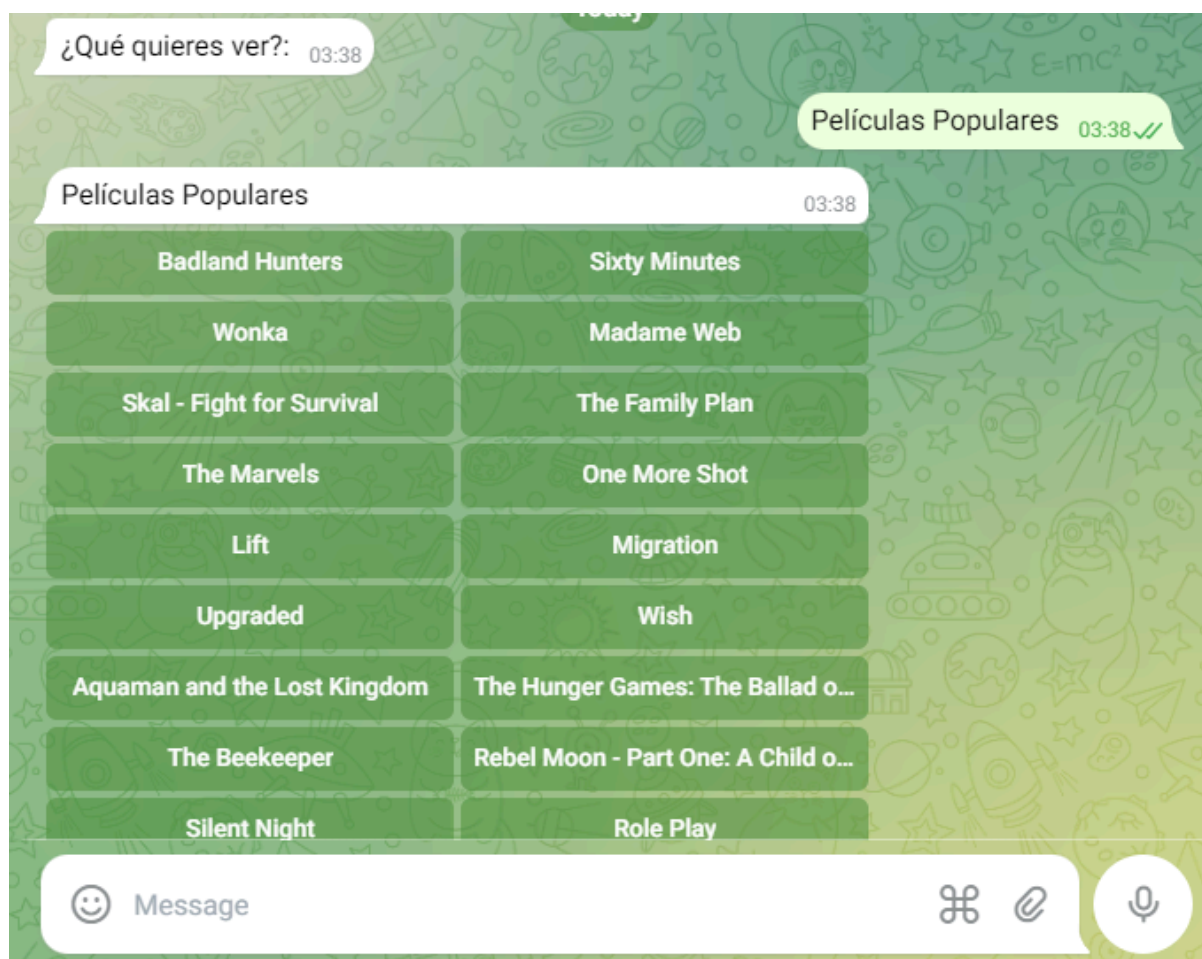 Today
¿Qué quieres ver?: 03:38
E=mc²
Películas Populares 03:38
Películas Populares 03:38
Badland Hunters Sixty Minutes
Wonka Madame Web
Skal - Fight for Survival The Family Plan
The Marvels One More Shot
Lift Migration
Upgraded Wish
Aquaman and the Lost Kingdom The Hunger Games: The Ballad o...
The Beekeeper Rebel Moon - Part One: A Child o...
Silent Night Role Play
Message